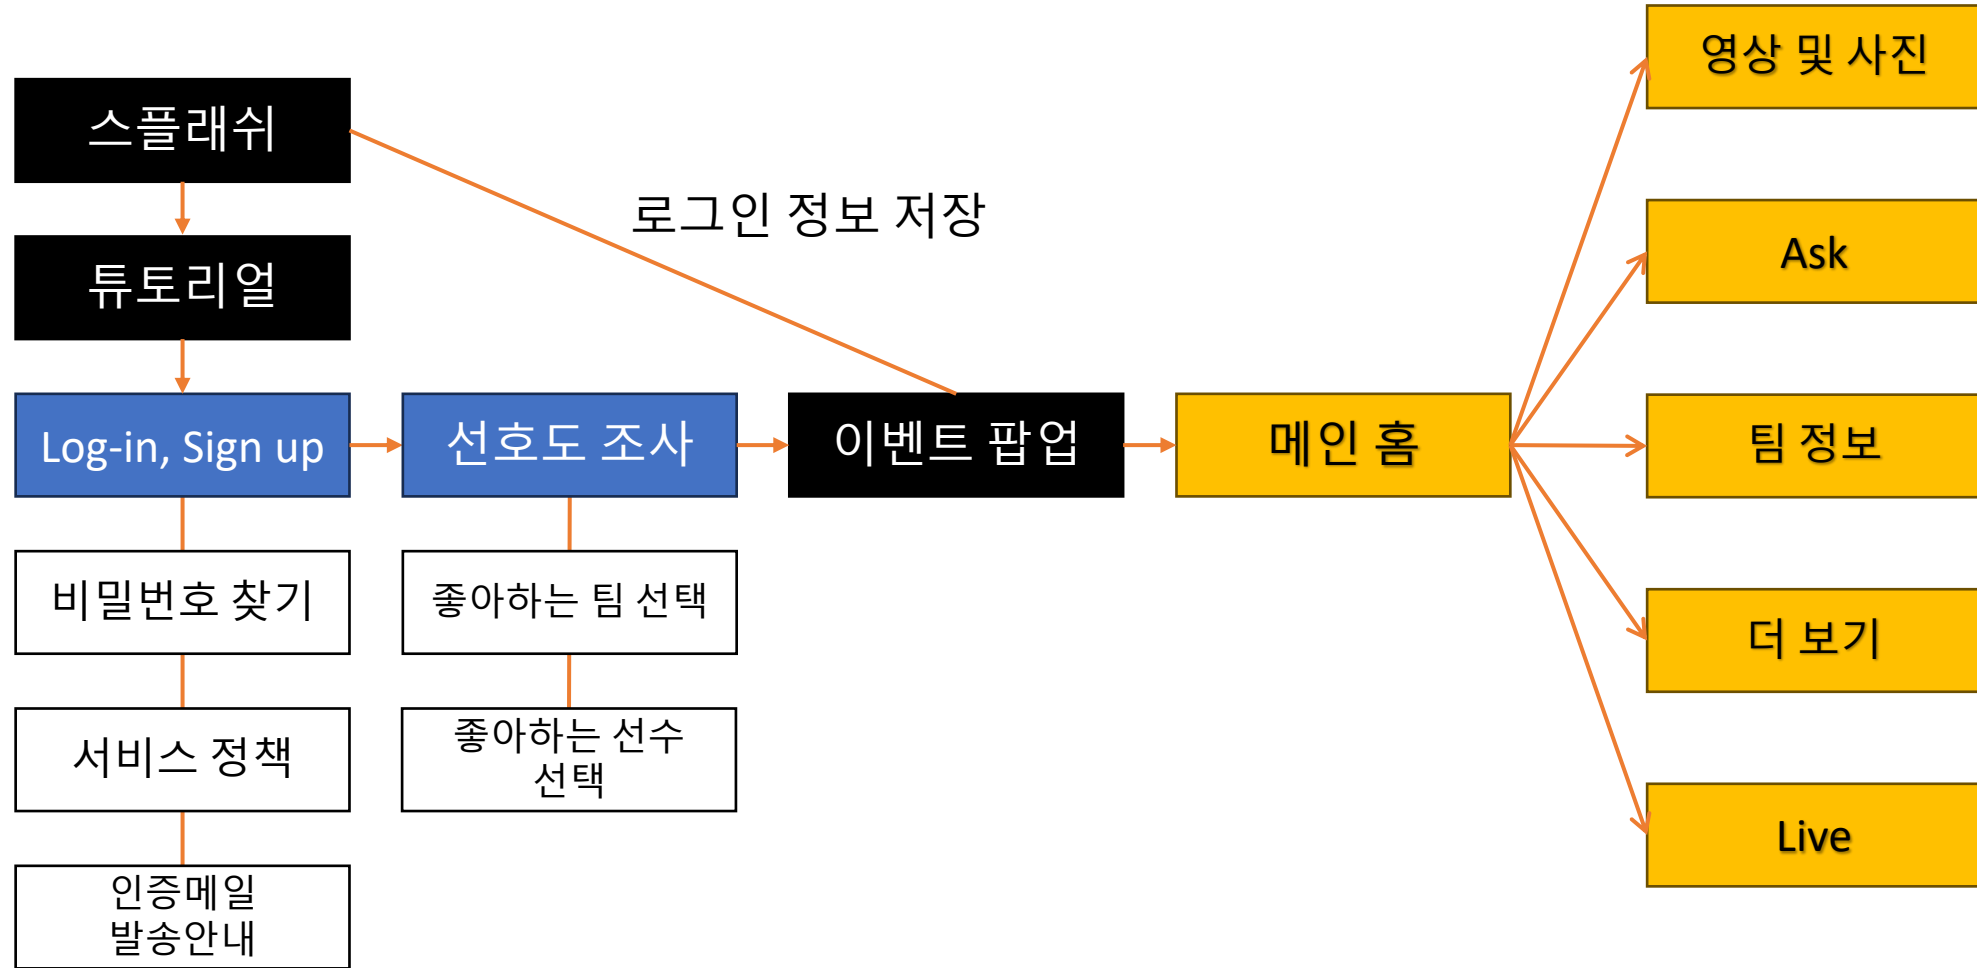 스플래쉬
튜토리얼
로그인 정보 저장
Log-in, Sign up
선호도 조사
이벤트 팝업
메인 홈
비밀번호 찾기
서비스 정책
인증메일
발송안내
좋아하는 팀 선택
좋아하는 선수
선택
영상 및 사진
Ask
팀 정보
더 보기
Live